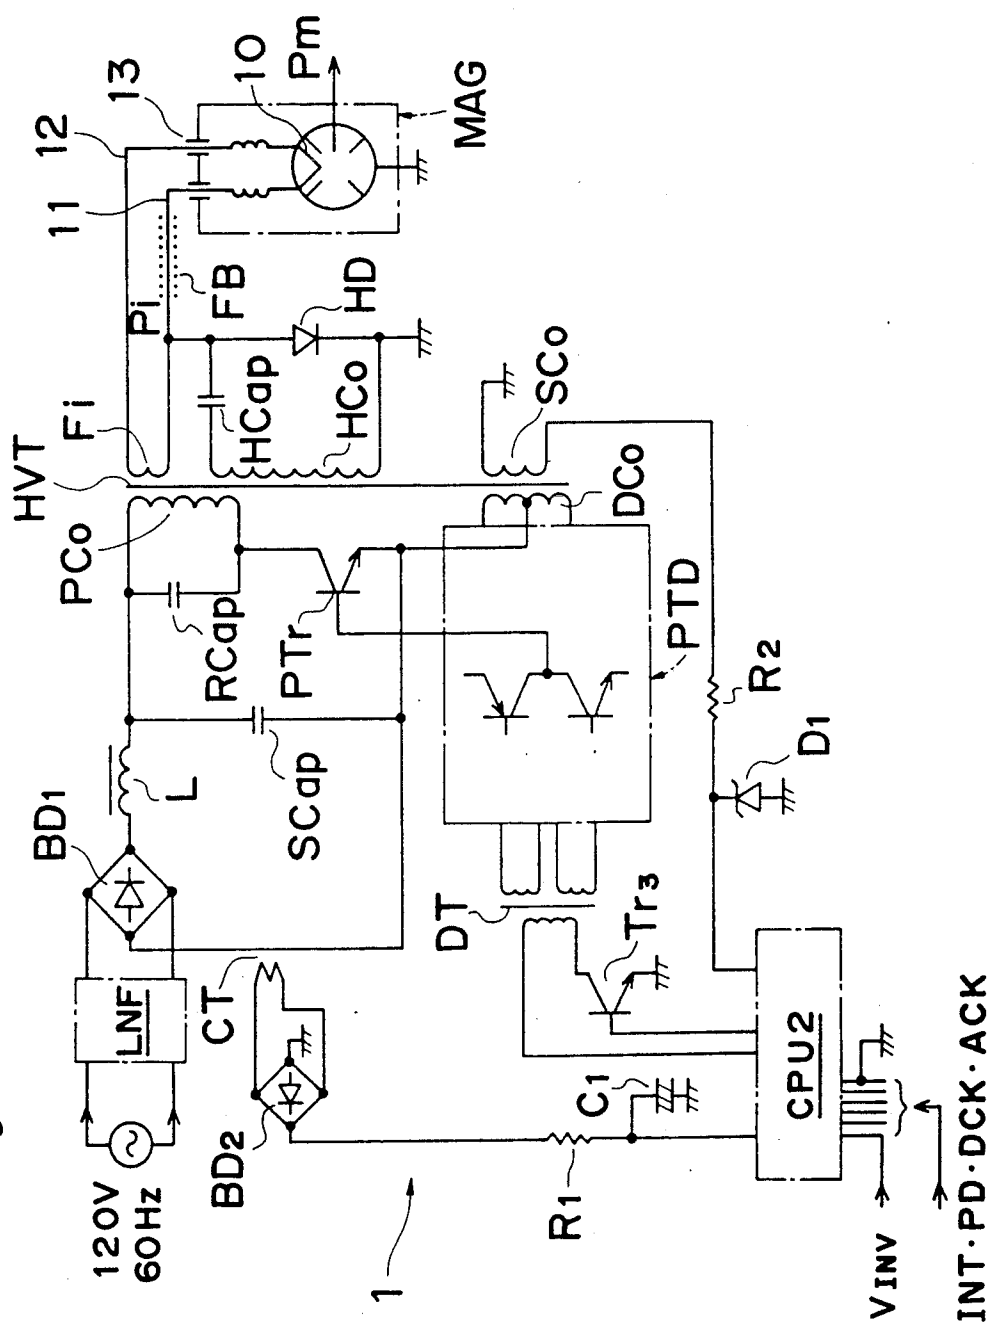 120V
60Hz
LNF
BD1
L
SCap
RCap
PCo
PTr
HVT
Fi
Pi
FB
11
12
13
10
Pm
MAG
HD
HCap
HCo
SCo
DCo
PTD
R2
D1
DT
Tr3
CT
BD2
C1
R1
CPU2
1
VINV
INT·PD·DCK·ACK